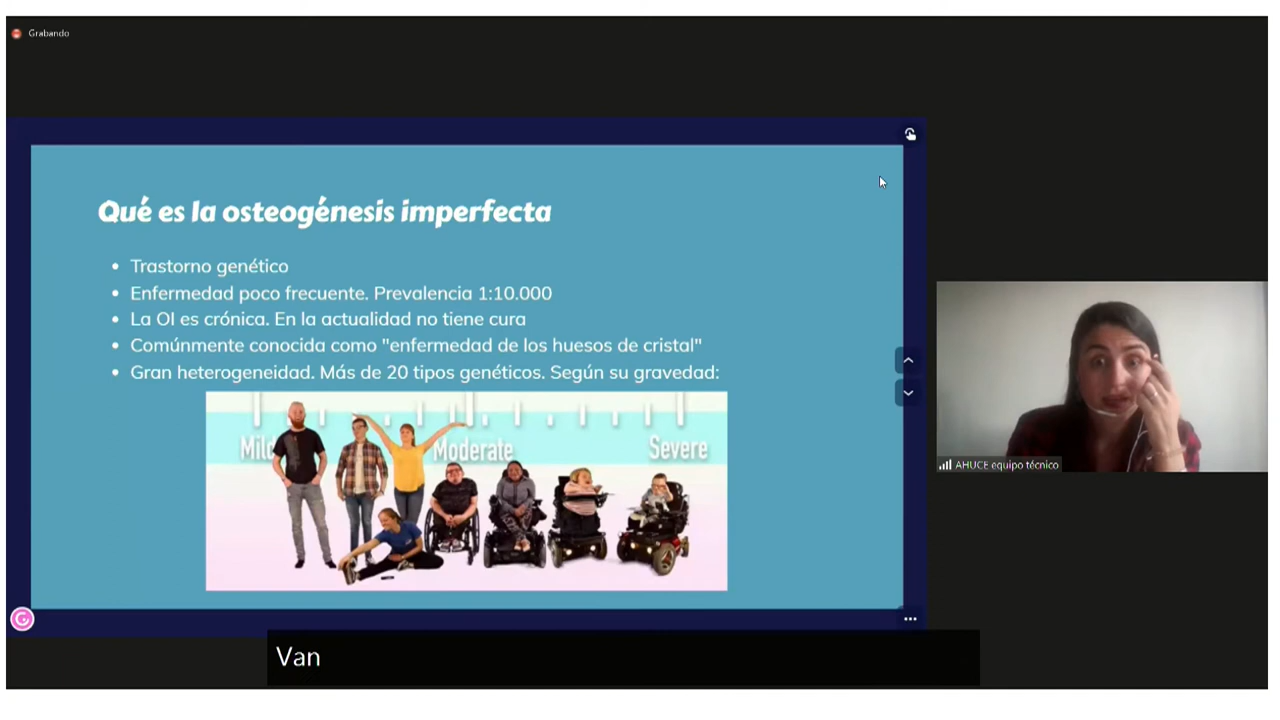 Grabando
Qué es la osteogénesis imperfecta
• Trastorno genético
• Enfermedad poco frecuente. Prevalencia 1:10.000
• La OI es crónica. En la actualidad no tiene cura
• Comúnmente conocida como "enfermedad de los huesos de cristal"
• Gran heterogeneidad. Más de 20 tipos genéticos. Según su gravedad:
Mild Moderate Severe
AHUCE equipo técnico
Van